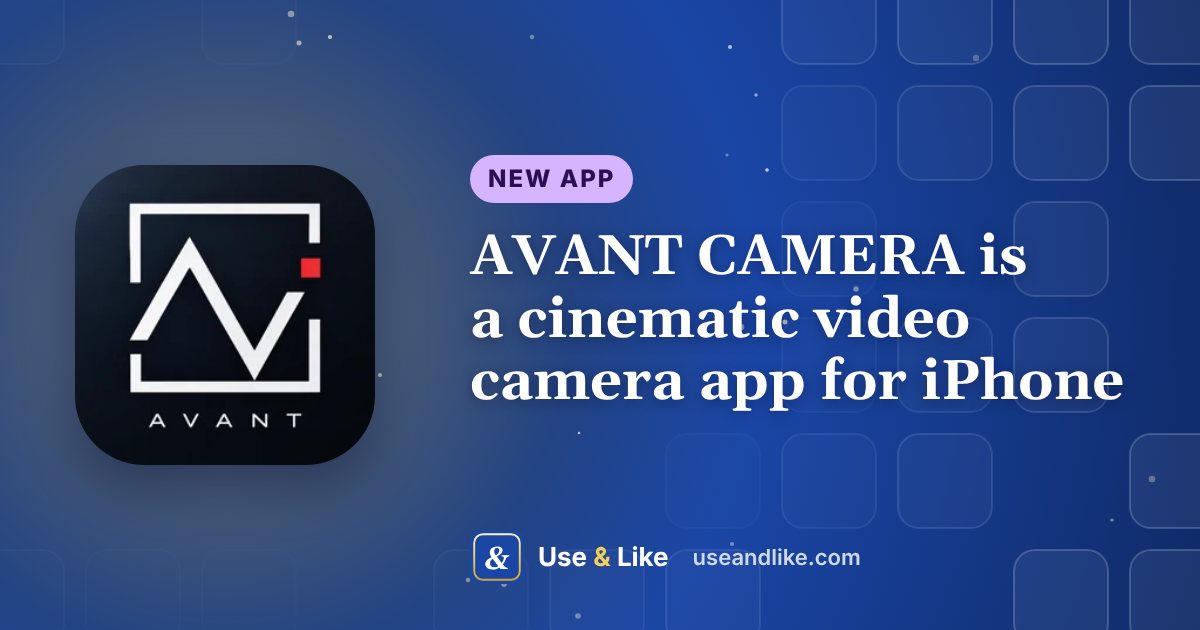 AVANT
NEW APP
AVANT CAMERA is
a cinematic video
camera app for iPhone
& Use & Like useandlike.com